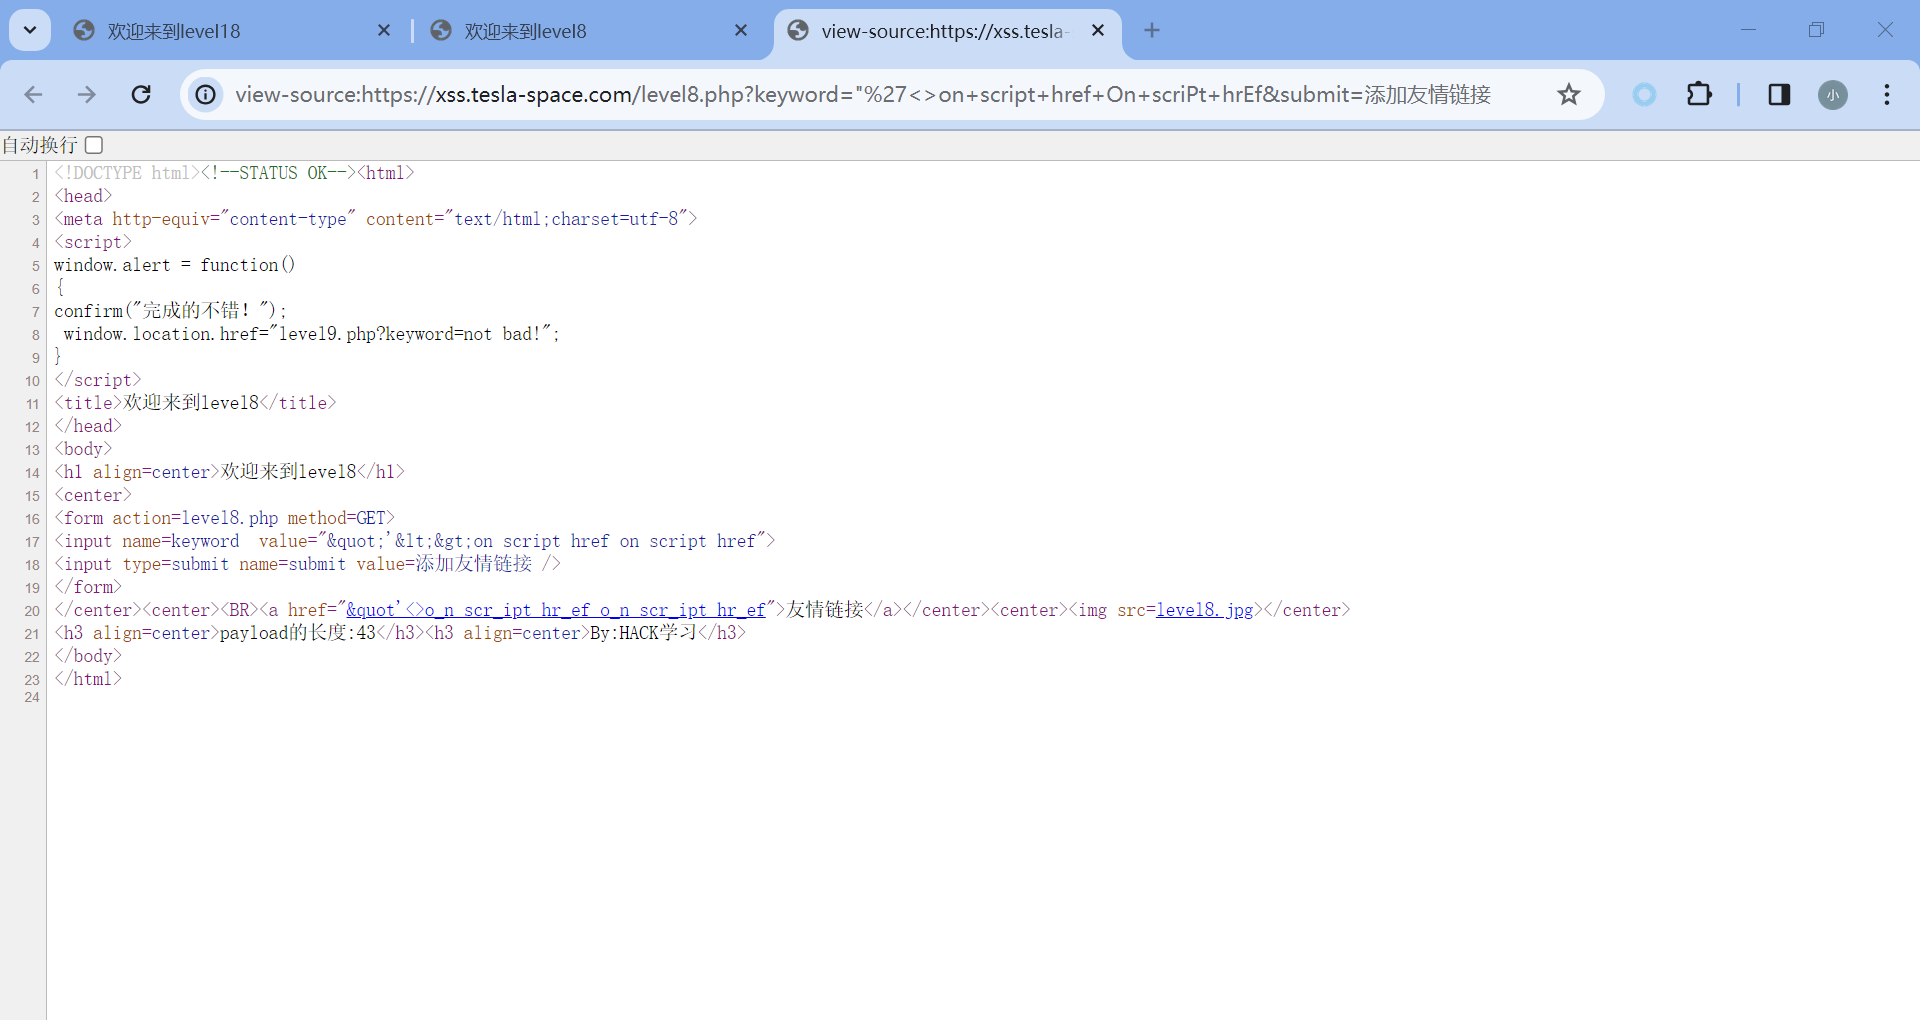 欢迎来到level18
欢迎来到level8
view-source:https://xss.tesla-
view-source:https://xss.tesla-space.com/level8.php?keyword="%27<>on+script+href+On+scriPt+hrEf&submit=添加友情链接
小
自动换行
1 <!DOCTYPE html><!--STATUS OK--><html>
2 <head>
3 <meta http-equiv="content-type" content="text/html;charset=utf-8">
4 <script>
5 window.alert = function()
6 {
7 confirm("完成的不错！");
8  window.location.href="level9.php?keyword=not bad!";
9 }
10 </script>
11 <title>欢迎来到level8</title>
12 </head>
13 <body>
14 <h1 align=center>欢迎来到level8</h1>
15 <center>
16 <form action=level8.php method=GET>
17 <input name=keyword  value="&quot;'&lt;&gt;on script href on script href">
18 <input type=submit name=submit value=添加友情链接 />
19 </form>
20 </center><center><BR><a href="&quot'<>o_n scr_ipt hr_ef o_n scr_ipt hr_ef">友情链接</a></center><center><img src=level8.jpg></center>
21 <h3 align=center>payload的长度:43</h3><h3 align=center>By:HACK学习</h3>
22 </body>
23 </html>
24